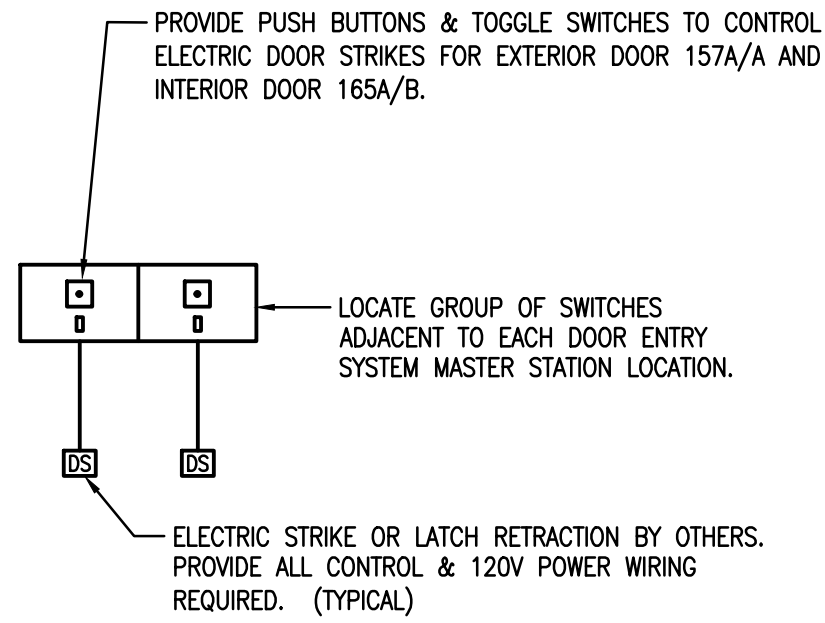 PROVIDE PUSH BUTTONS & TOGGLE SWITCHES TO CONTROL
ELECTRIC DOOR STRIKES FOR EXTERIOR DOOR 157A/A AND
INTERIOR DOOR 165A/B.
LOCATE GROUP OF SWITCHES
ADJACENT TO EACH DOOR ENTRY
SYSTEM MASTER STATION LOCATION.
DS DS
ELECTRIC STRIKE OR LATCH RETRACTION BY OTHERS.
PROVIDE ALL CONTROL & 120V POWER WIRING
REQUIRED. (TYPICAL)